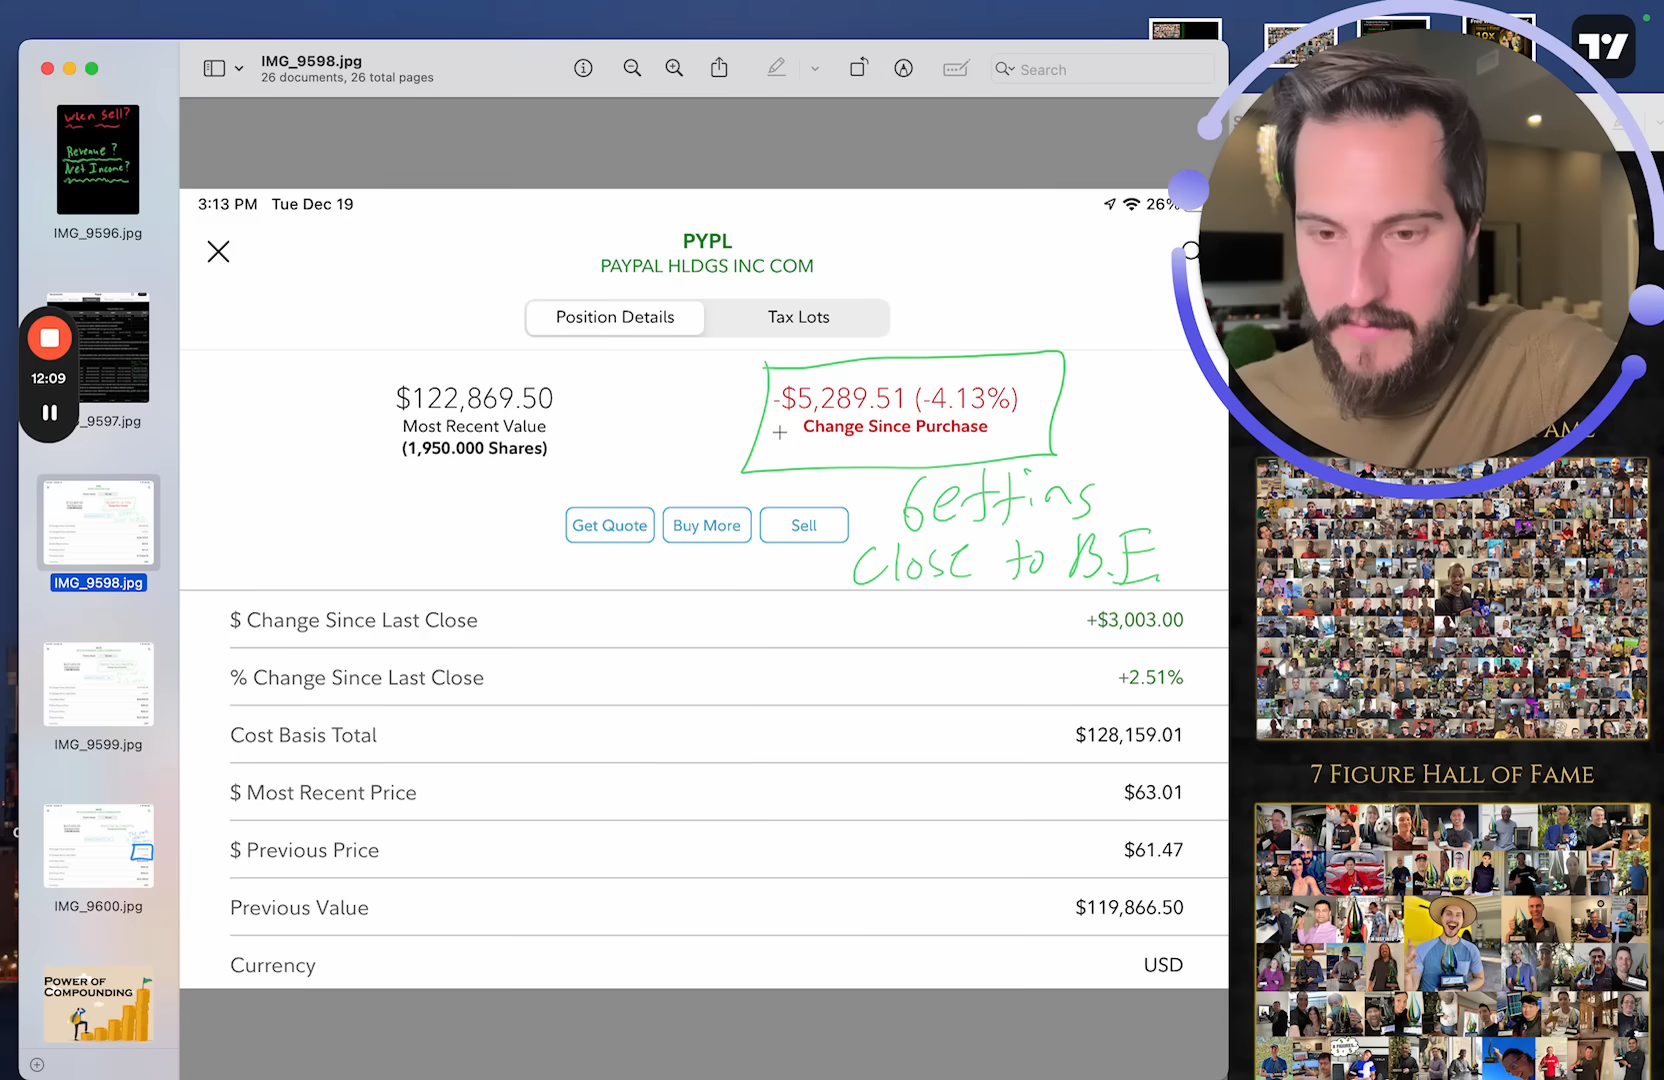 IMG_9598.jpg
26 documents, 26 total pages
Search
when sell?
Revenue?
Net Income?
IMG_9596.jpg
12:09
_9597.jpg
IMG_9598.jpg
IMG_9599.jpg
IMG_9600.jpg
POWER OF
COMPOUNDING
3:13 PM Tue Dec 19
26%
PYPL
PAYPAL HLDGS INC COM
Position Details
Tax Lots
$122,869.50
Most Recent Value
(1,950.000 Shares)
-$5,289.51 (-4.13%)
Change Since Purchase
Getting
close to B.E.
Get Quote
Buy More
Sell
$ Change Since Last Close
+$3,003.00
% Change Since Last Close
+2.51%
Cost Basis Total
$128,159.01
$ Most Recent Price
$63.01
$ Previous Price
$61.47
Previous Value
$119,866.50
Currency
USD
10X
7 Figure Hall of Fame